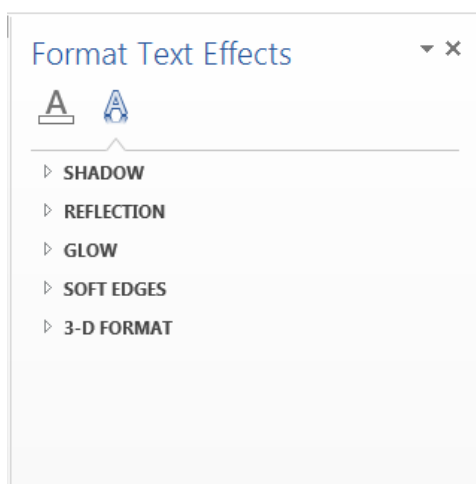 Format Text Effects
SHADOW
REFLECTION
GLOW
SOFT EDGES
3-D FORMAT